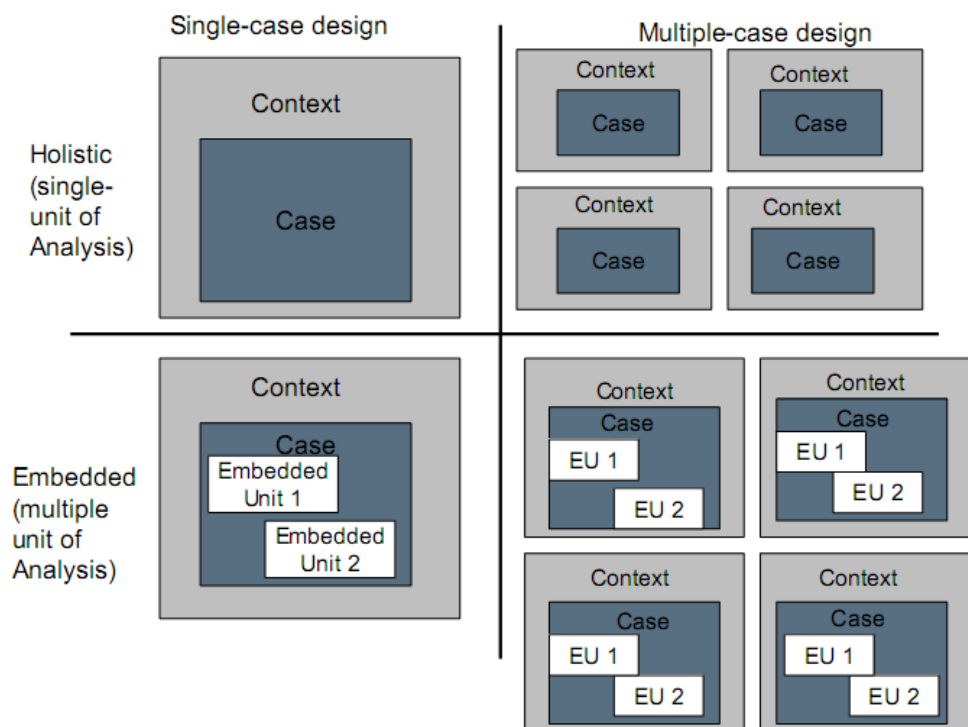 Single-case design
Multiple-case design
Holistic
(single-
unit of
Analysis)
Context
Case
Context
Case
Context
Case
Context
Case
Context
Case
Embedded
(multiple
unit of
Analysis)
Context
Case
Embedded
Unit 1
Embedded
Unit 2
Context
Case
EU 1
EU 2
Context
Case
EU 1
EU 2
Context
Case
EU 1
EU 2
Context
Case
EU 1
EU 2